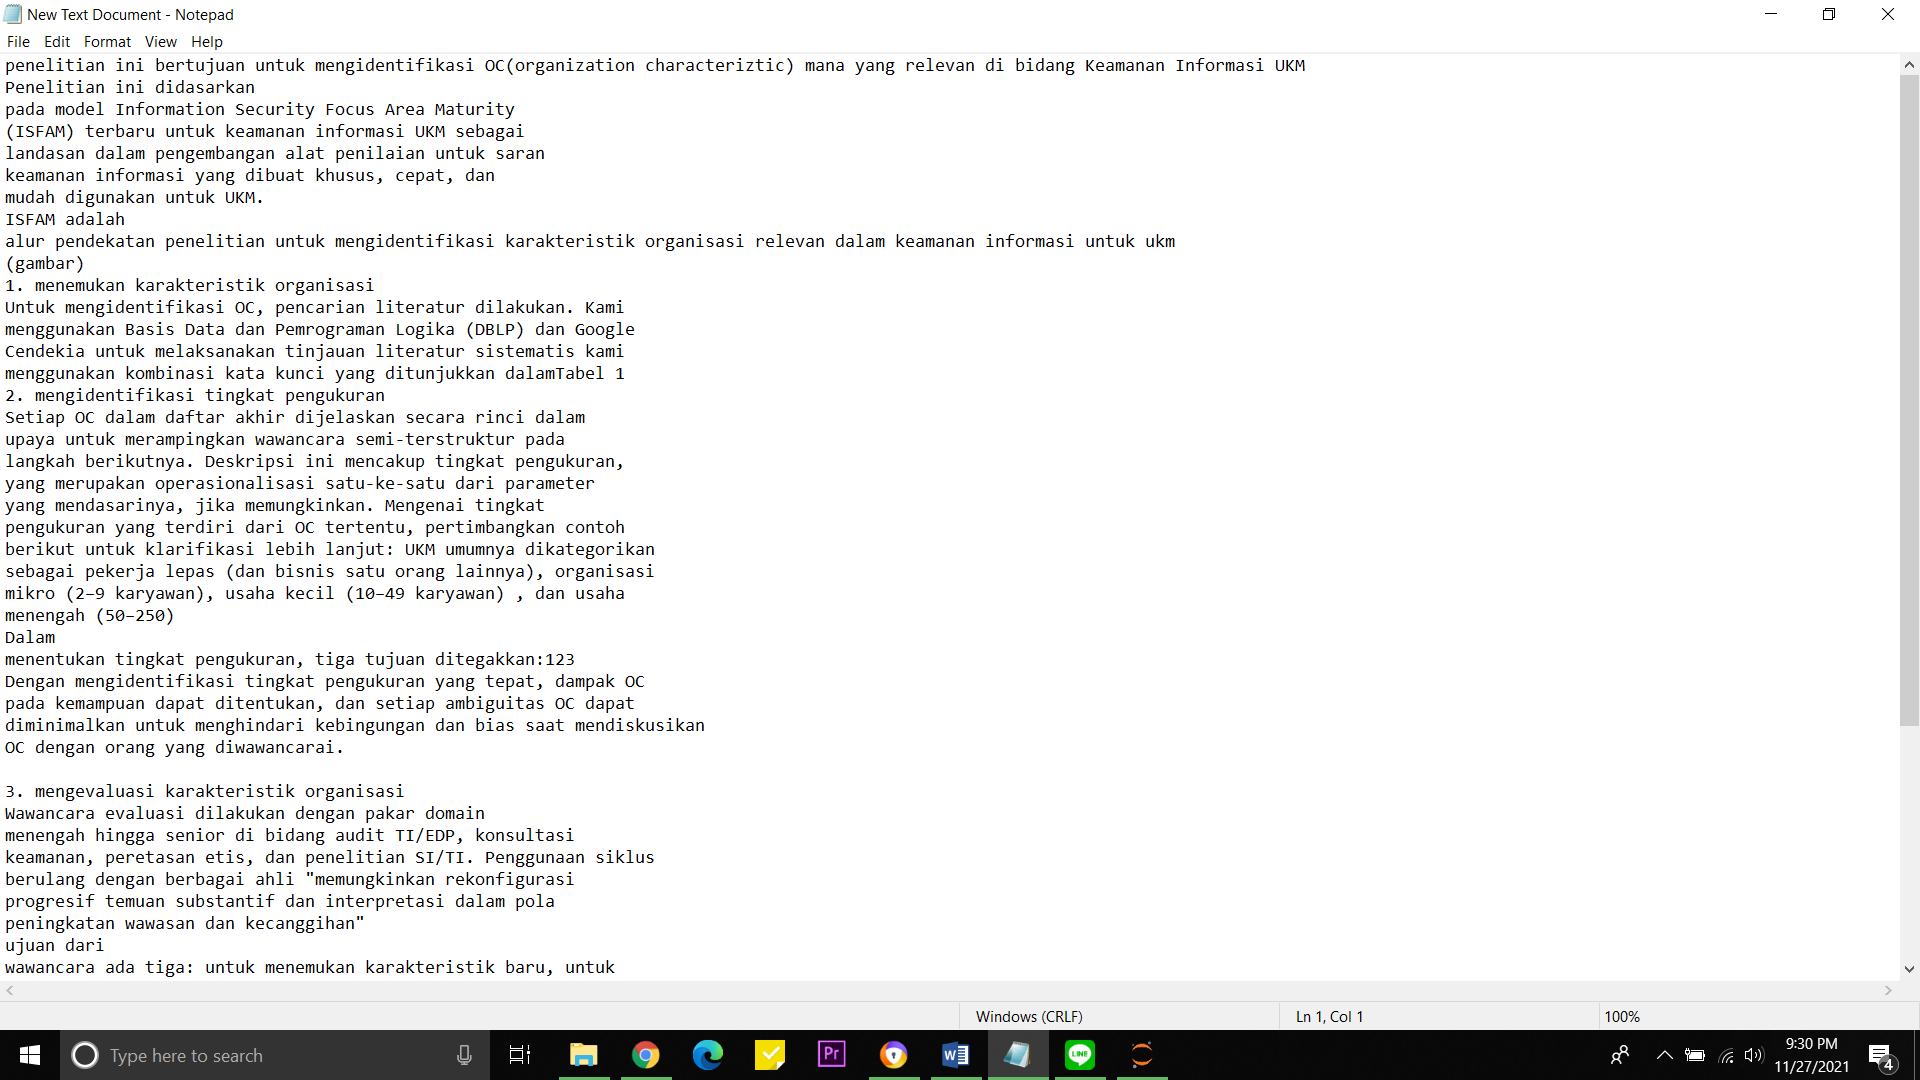 New Text Document - Notepad
File Edit Format View Help
penelitian ini bertujuan untuk mengidentifikasi OC(organization characteriztic) mana yang relevan di bidang Keamanan Informasi UKM
Penelitian ini didasarkan
pada model Information Security Focus Area Maturity
(ISFAM) terbaru untuk keamanan informasi UKM sebagai
landasan dalam pengembangan alat penilaian untuk saran
keamanan informasi yang dibuat khusus, cepat, dan
mudah digunakan untuk UKM.
ISFAM adalah
alur pendekatan penelitian untuk mengidentifikasi karakteristik organisasi relevan dalam keamanan informasi untuk ukm
(gambar)
1. menemukan karakteristik organisasi
Untuk mengidentifikasi OC, pencarian literatur dilakukan. Kami
menggunakan Basis Data dan Pemrograman Logika (DBLP) dan Google
Cendekia untuk melaksanakan tinjauan literatur sistematis kami
menggunakan kombinasi kata kunci yang ditunjukkan dalamTabel 1
2. mengidentifikasi tingkat pengukuran
Setiap OC dalam daftar akhir dijelaskan secara rinci dalam
upaya untuk merampingkan wawancara semi-terstruktur pada
langkah berikutnya. Deskripsi ini mencakup tingkat pengukuran,
yang merupakan operasionalisasi satu-ke-satu dari parameter
yang mendasarinya, jika memungkinkan. Mengenai tingkat
pengukuran yang terdiri dari OC tertentu, pertimbangkan contoh
berikut untuk klarifikasi lebih lanjut: UKM umumnya dikategorikan
sebagai pekerja lepas (dan bisnis satu orang lainnya), organisasi
mikro (2–9 karyawan), usaha kecil (10–49 karyawan) , dan usaha
menengah (50–250)
Dalam
menentukan tingkat pengukuran, tiga tujuan ditegakkan:123
Dengan mengidentifikasi tingkat pengukuran yang tepat, dampak OC
pada kemampuan dapat ditentukan, dan setiap ambiguitas OC dapat
diminimalkan untuk menghindari kebingungan dan bias saat mendiskusikan
OC dengan orang yang diwawancarai.
3. mengevaluasi karakteristik organisasi
Wawancara evaluasi dilakukan dengan pakar domain
menengah hingga senior di bidang audit TI/EDP, konsultasi
keamanan, peretasan etis, dan penelitian SI/TI. Penggunaan siklus
berulang dengan berbagai ahli "memungkinkan rekonfigurasi
progresif temuan substantif dan interpretasi dalam pola
peningkatan wawasan dan kecanggihan"
ujuan dari
wawancara ada tiga: untuk menemukan karakteristik baru, untuk
Windows (CRLF) Ln 1, Col 1 100%
Type here to search
Pr
LINE
9:30 PM
11/27/2021
4